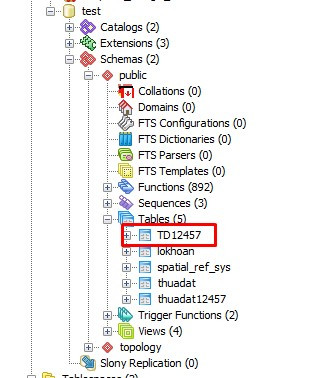 test
Catalogs (2)
Extensions (3)
Schemas (2)
public
Collations (0)
Domains (0)
FTS Configurations (0)
FTS Dictionaries (0)
FTS Parsers (0)
FTS Templates (0)
Functions (892)
Sequences (3)
Tables (5)
TD12457
lokhoan
spatial_ref_sys
thuadat
thuadat12457
Trigger Functions (2)
Views (4)
topology
Slony Replication (0)